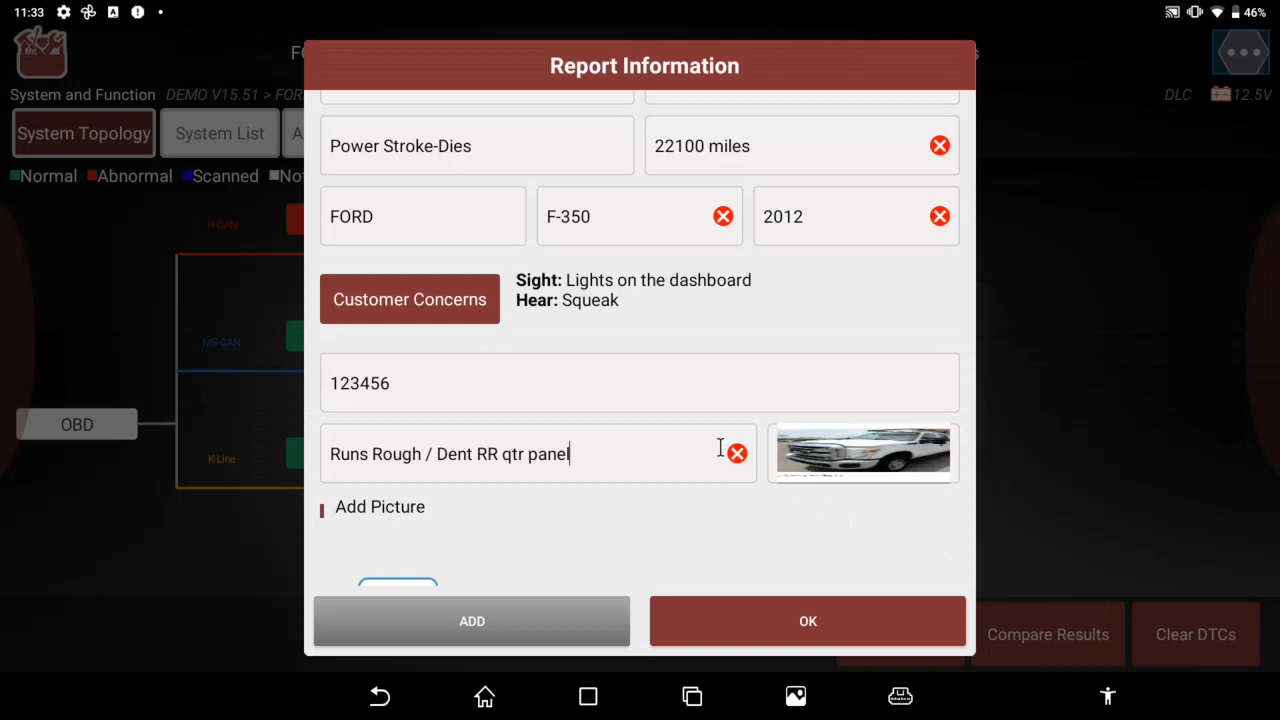 11:33
46%
Report Information
System and Function DEMO V15.51 > FOR
DLC 12.5V
System Topology
System List
A
Normal Abnormal Scanned No
Power Stroke-Dies
22100 miles
FORD
F-350
2012
H-CAN
Customer Concerns
Sight: Lights on the dashboard
Hear: Squeak
MS-CAN
123456
OBD
K-Line
Runs Rough / Dent RR qtr panel
Add Picture
ADD
OK
Compare Results
Clear DTCs